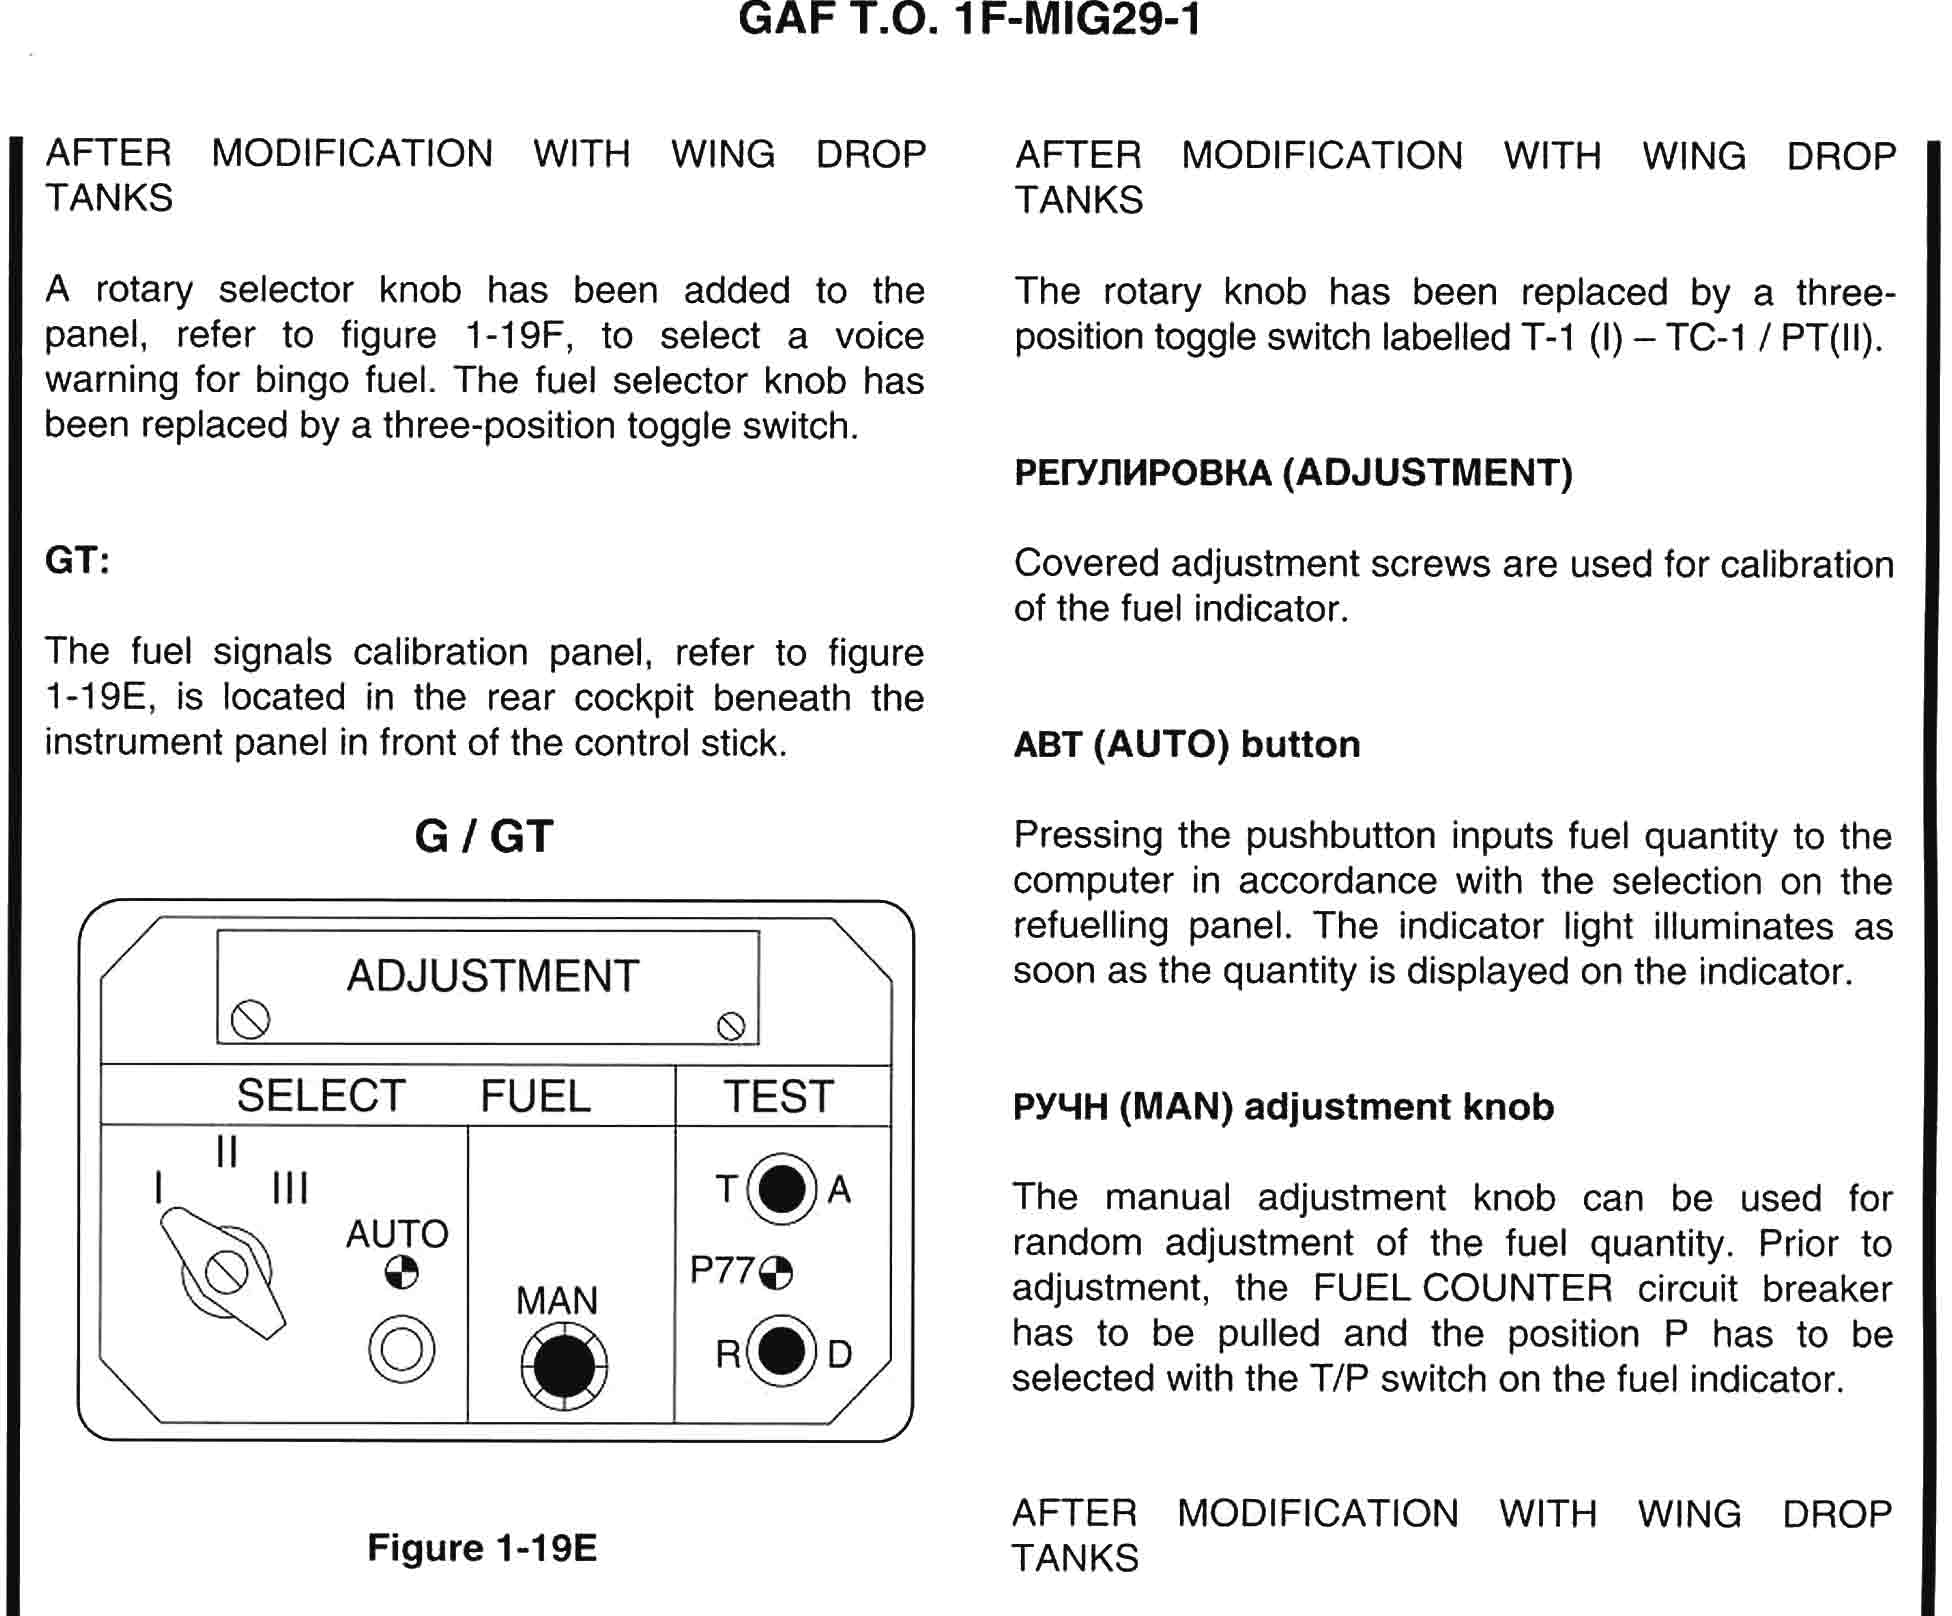 GAF T.O. 1F-MIG29-1
AFTER MODIFICATION WITH WING DROP
TANKS
A rotary selector knob has been added to the
panel, refer to figure 1-19F, to select a voice
warning for bingo fuel. The fuel selector knob has
been replaced by a three-position toggle switch.
GT:
The fuel signals calibration panel, refer to figure
1-19E, is located in the rear cockpit beneath the
instrument panel in front of the control stick.
G / GT
ADJUSTMENT
SELECT FUEL TEST
I II III
AUTO
MAN
T A
P77
R D
Figure 1-19E
AFTER MODIFICATION WITH WING DROP
TANKS
The rotary knob has been replaced by a three-
position toggle switch labelled T-1 (I) – TC-1 / PT(II).
РЕГУЛИРОВКА (ADJUSTMENT)
Covered adjustment screws are used for calibration
of the fuel indicator.
АВТ (AUTO) button
Pressing the pushbutton inputs fuel quantity to the
computer in accordance with the selection on the
refuelling panel. The indicator light illuminates as
soon as the quantity is displayed on the indicator.
РУЧН (MAN) adjustment knob
The manual adjustment knob can be used for
random adjustment of the fuel quantity. Prior to
adjustment, the FUEL COUNTER circuit breaker
has to be pulled and the position P has to be
selected with the T/P switch on the fuel indicator.
AFTER MODIFICATION WITH WING DROP
TANKS